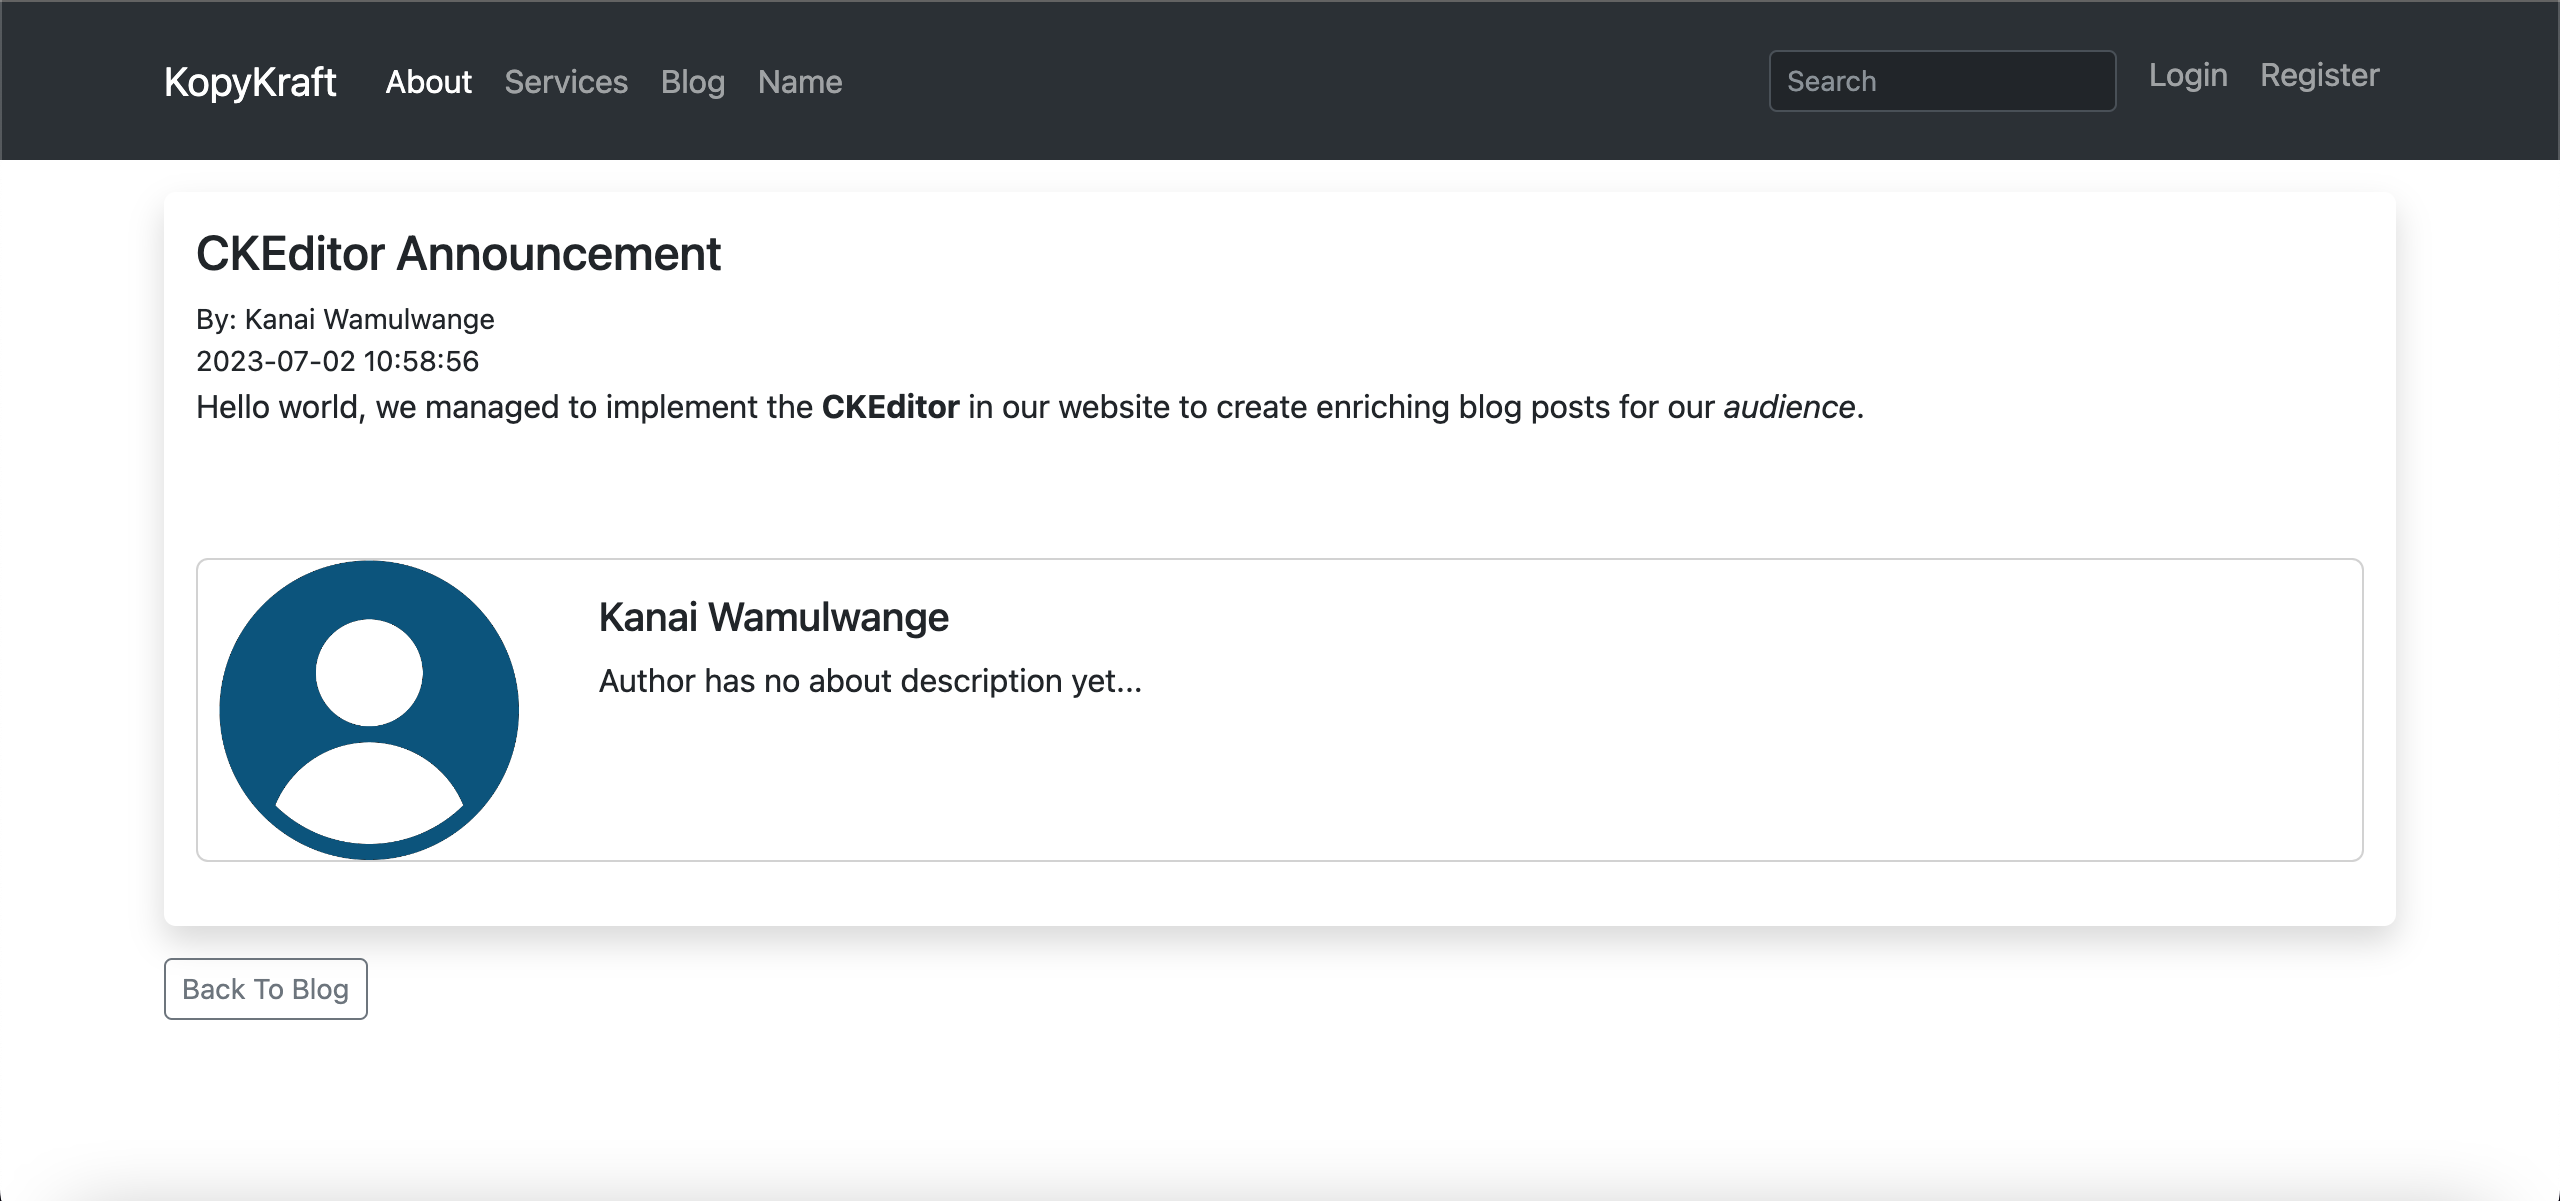 KopyKraft About Services Blog Name Search Login Register
CKEditor Announcement
By: Kanai Wamulwange
2023-07-02 10:58:56
Hello world, we managed to implement the CKEditor in our website to create enriching blog posts for our audience.
Kanai Wamulwange
Author has no about description yet...
Back To Blog